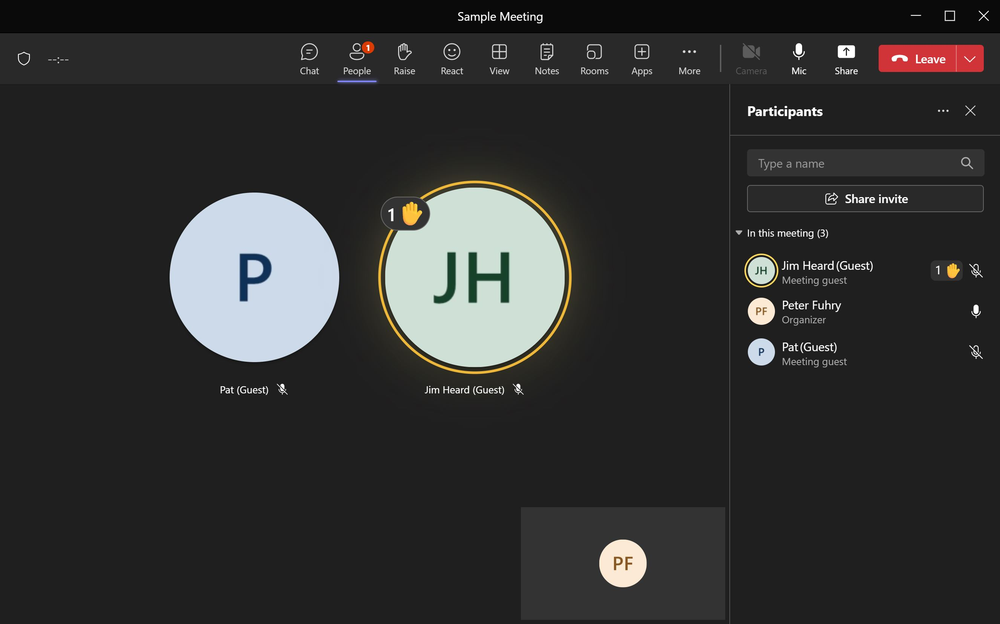 Sample Meeting
--:--
Chat
People
1
Raise
React
View
Notes
Rooms
Apps
More
Camera
Mic
Share
Leave
P
Pat (Guest)
1
JH
Jim Heard (Guest)
PF
Participants
Type a name
Share invite
In this meeting (3)
JH
Jim Heard (Guest)
Meeting guest
1
PF
Peter Fuhry
Organizer
P
Pat (Guest)
Meeting guest